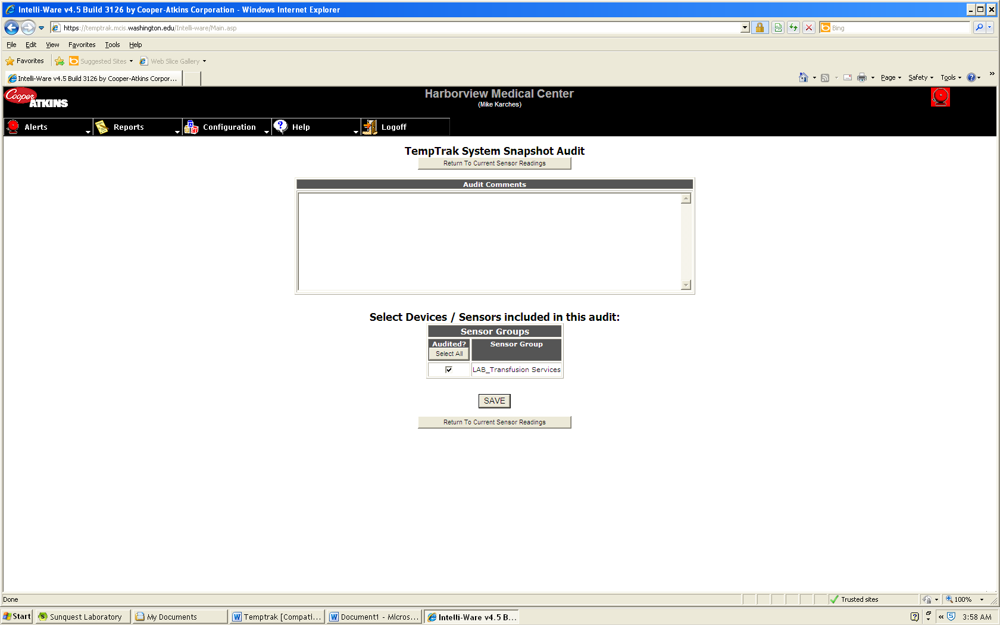 Intelli-Ware v4.5 Build 3126 by Cooper-Atkins Corporation - Windows Internet Explorer
https://temptrak.mcis.washington.edu/Intelli-ware/Main.asp
Bing
File Edit View Favorites Tools Help
Favorites Suggested Sites Web Slice Gallery
Intelli-Ware v4.5 Build 3126 by Cooper-Atkins Corpor... Page Safety Tools
Cooper
ATKINS
Harborview Medical Center
(Mike Karches)
Alerts Reports Configuration Help Logoff
TempTrak System Snapshot Audit
Return To Current Sensor Readings
Audit Comments
Select Devices / Sensors included in this audit:
Sensor Groups
Audited? Sensor Group
Select All
LAB_Transfusion Services
SAVE
Return To Current Sensor Readings
Done Trusted sites 100%
Start Sunquest Laboratory My Documents Temptrak [Compati... Document1 - Micros... Intelli-Ware v4.5 B... 3:58 AM